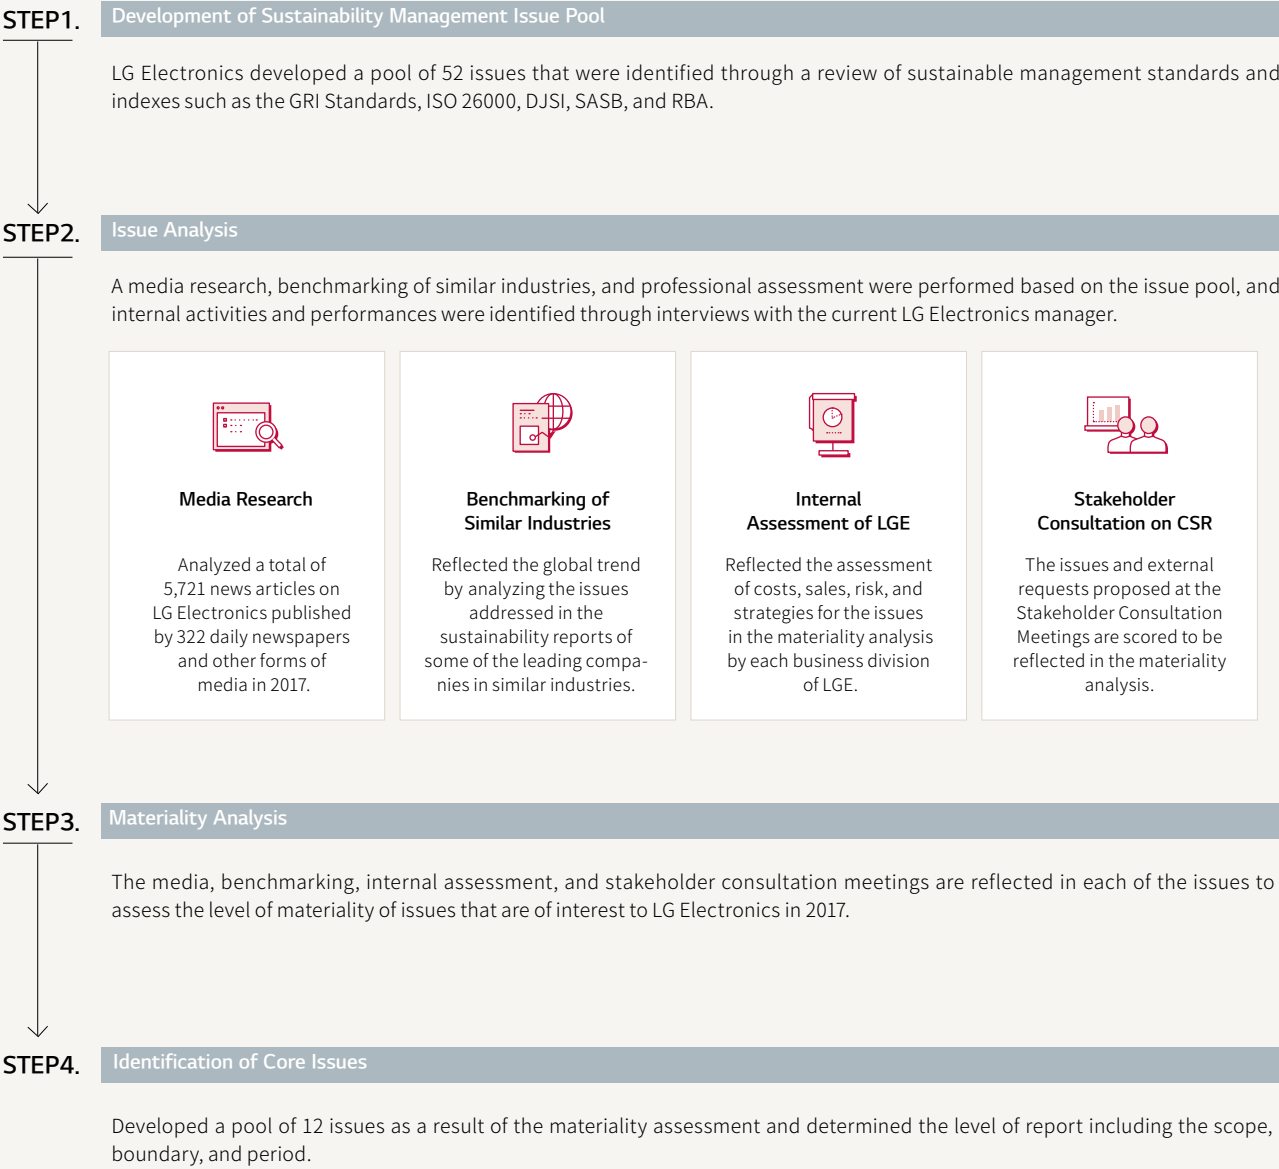 STEP1.
Development of Sustainability Management Issue Pool
LG Electronics developed a pool of 52 issues that were identified through a review of sustainable management standards and
indexes such as the GRI Standards, ISO 26000, DJSI, SASB, and RBA.
STEP2.
Issue Analysis
A media research, benchmarking of similar industries, and professional assessment were performed based on the issue pool, and
internal activities and performances were identified through interviews with the current LG Electronics manager.
Media Research
Analyzed a total of
5,721 news articles on
LG Electronics published
by 322 daily newspapers
and other forms of
media in 2017.
Benchmarking of
Similar Industries
Reflected the global trend
by analyzing the issues
addressed in the
sustainability reports of
some of the leading compa-
nies in similar industries.
Internal
Assessment of LGE
Reflected the assessment
of costs, sales, risk, and
strategies for the issues
in the materiality analysis
by each business division
of LGE.
Stakeholder
Consultation on CSR
The issues and external
requests proposed at the
Stakeholder Consultation
Meetings are scored to be
reflected in the materiality
analysis.
STEP3.
Materiality Analysis
The media, benchmarking, internal assessment, and stakeholder consultation meetings are reflected in each of the issues to
assess the level of materiality of issues that are of interest to LG Electronics in 2017.
STEP4.
Identification of Core Issues
Developed a pool of 12 issues as a result of the materiality assessment and determined the level of report including the scope,
boundary, and period.